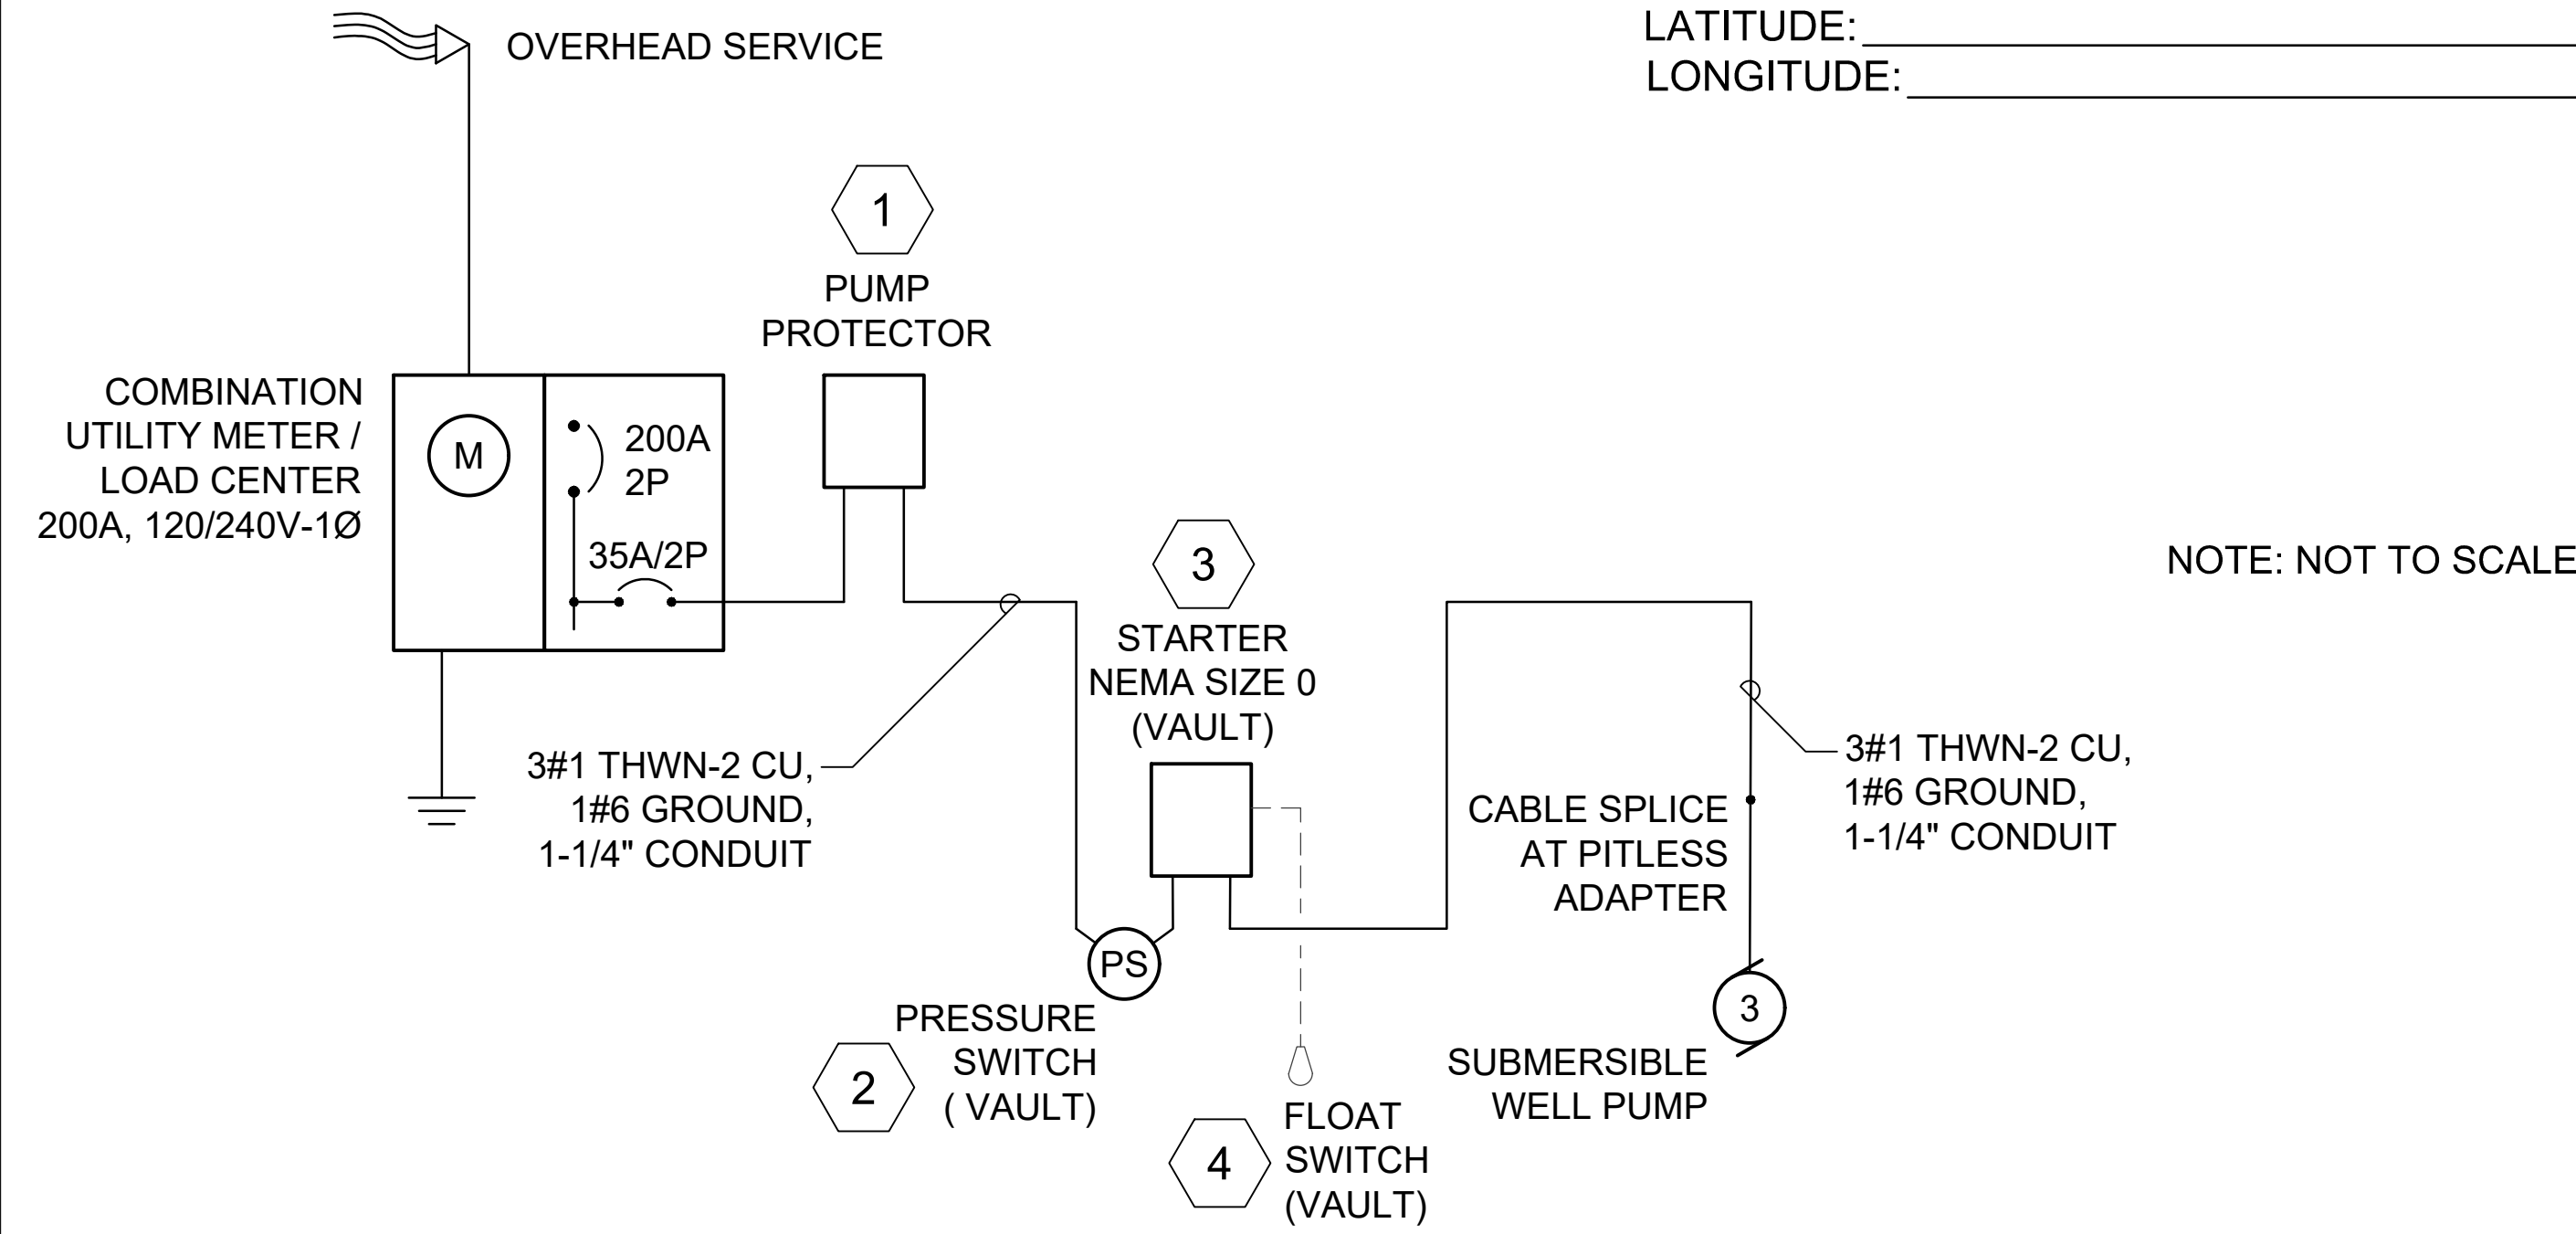 OVERHEAD SERVICE
LATITUDE:
LONGITUDE:
1
PUMP
PROTECTOR
COMBINATION
UTILITY METER /
LOAD CENTER
200A, 120/240V-1Ø
M
200A
2P
35A/2P
3
STARTER
NEMA SIZE 0
(VAULT)
NOTE: NOT TO SCALE
3#1 THWN-2 CU,
1#6 GROUND,
1-1/4" CONDUIT
CABLE SPLICE
AT PITLESS
ADAPTER
3#1 THWN-2 CU,
1#6 GROUND,
1-1/4" CONDUIT
PS
PRESSURE
SWITCH
( VAULT)
2
3
SUBMERSIBLE
WELL PUMP
4
FLOAT
SWITCH
(VAULT)